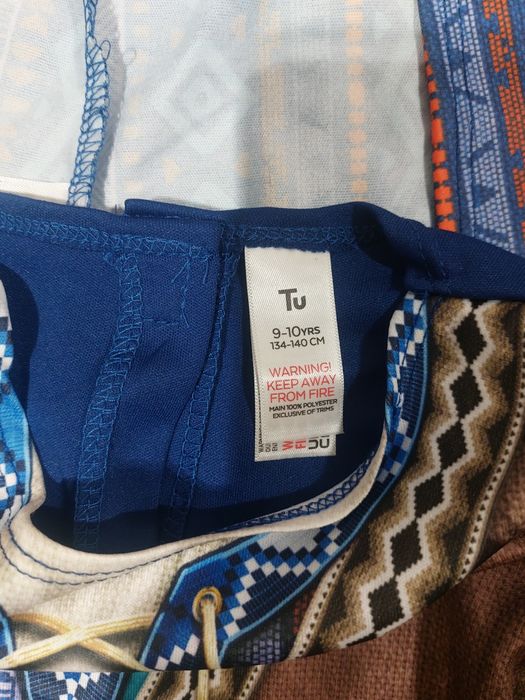 Tu
9-10YRS
134-140 CM
WARNING!
KEEP AWAY
FROM FIRE
MAIN 100% POLYESTER
EXCLUSIVE OF TRIMS